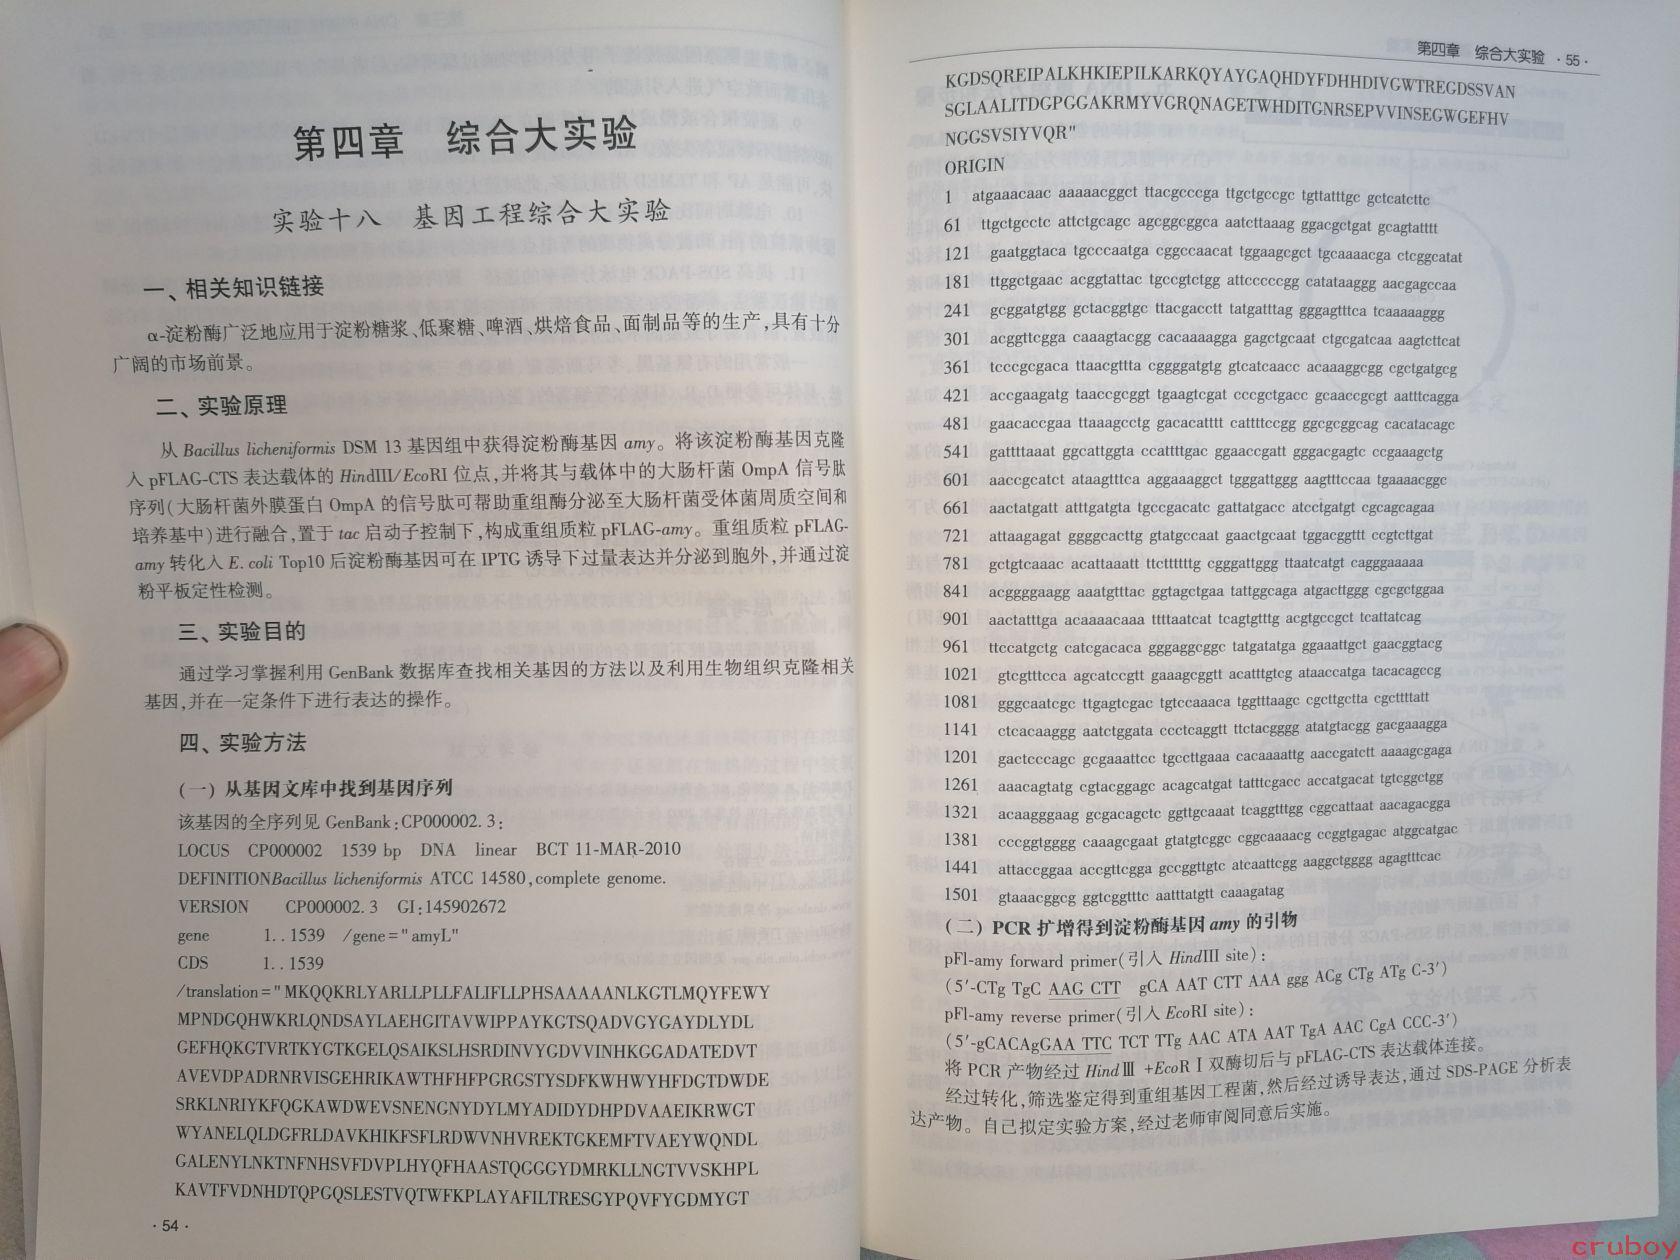 第四章 综合大实验
实验十八 基因工程综合大实验
一、相关知识链接
α-淀粉酶广泛地应用于淀粉糖浆、低聚糖、啤酒、烘焙食品、面制品等的生产,具有十分
广阔的市场前景。
二、实验原理
从 Bacillus licheniformis DSM 13 基因组中获得淀粉酶基因 amy。将该淀粉酶基因克隆
入 pFLAG-CTS 表达载体的 HindIII/EcoRI 位点,并将其与载体中的大肠杆菌 OmpA 信号肽
序列(大肠杆菌外膜蛋白 OmpA 的信号肽可帮助重组酶分泌至大肠杆菌受体菌周质空间和
培养基中)进行融合,置于 tac 启动子控制下,构成重组质粒 pFLAG-amy。重组质粒 pFLAG-
amy 转化入 E. coli Top10 后淀粉酶基因可在 IPTG 诱导下过量表达并分泌到胞外,并通过淀
粉平板定性检测。
三、实验目的
通过学习掌握利用 GenBank 数据库查找相关基因的方法以及利用生物组织克隆相关
基因,并在一定条件下进行表达的操作。
四、实验方法
(一) 从基因文库中找到基因序列
该基因的全序列见 GenBank:CP000002.3:
LOCUS CP000002 1539 bp DNA linear BCT 11-MAR-2010
DEFINITIONBacillus licheniformis ATCC 14580,complete genome.
VERSION CP000002.3 GI:145902672
gene 1..1539 /gene="amyL"
CDS 1..1539
/translation="MKQQKRLYARLLPLLFALIFLLPHSAAAAANLKGTLMQYFEWY
MPNDGQHWKRLQNDSAYLAEHGITAVWIPPAYKGTSQADVGYGAYDLYDL
GEFHQKGTVRTKYGTKGELQSAIKSLHSRDINVYGDVVINHKGGADATEDVT
AVEVDPADRNRVISGEHRIKAWTHFHFPGRGSTYSDFKWHWYHFDGTDWDE
SRKLNRIYKFQGKAWDWEVSNENGNYDYLMYADIDYDHPDVAAEIKRWGT
WYANELQLDGFRLDAVKHIKFSFLRDWVNHVREKTGKEMFTVAEYWQNDL
GALENYLNKTNFNHSVFDVPLHYQFHAASTQGGGYDMRKLLNGTVVSKHPL
KAVTFVDNHDTQPGQSLESTVQTWFKPLAYAFILTRESGYPQVFYGDMYGT
·54·
第四章 综合大实验 ·55·
KGDSQREIPALKHKIEPILKARKQYAYGAQHDYFDHHDIVGWTREGDSSVAN
SGLAALITDGPGGAKRMYVGRQNAGETWHDITGNRSEPVVINSEGWGEFHV
NGGSVSIYVQR"
ORIGIN
1 atgaaacaac aaaaacggct ttacgcccga ttgctgccgc tgttatttgc gctcatcttc
61 ttgctgcctc attctgcagc agcggcggca aatcttaaag ggacgctgat gcagtatttt
121 gaatggtaca tgcccaatga cggccaacat tggaagcgct tgcaaaacga ctcggcatat
181 ttggctgaac acggtattac tgccgtctgg attcccccgg catataaggg aacgagccaa
241 gcggatgtgg gctacggtgc ttacgacctt tatgatttag gggagtttca tcaaaaaggg
301 acggttcgga caaagtacgg cacaaaagga gagctgcaat ctgcgatcaa aagtcttcat
361 tcccgcgaca ttaacgttta cggggatgtg gtcatcaacc acaaaggcgg cgctgatgcg
421 accgaagatg taaccgcggt tgaagtcgat cccgctgacc gcaaccgcgt aatttcagga
481 gaacaccgaa ttaaagcctg gacacatttt cattttccgg ggcgcggcag cacatacagc
541 gattttaaat ggcattggta ccattttgac ggaaccgatt gggacgagtc ccgaaagctg
601 aaccgcatct ataagtttca aggaaaggct tgggattggg aagtttccaa tgaaaacggc
661 aactatgatt atttgatgta tgccgacatc gattatgacc atcctgatgt cgcagcagaa
721 attaagagat ggggcacttg gtatgccaat gaactgcaat tggacggttt ccgtcttgat
781 gctgtcaaac acattaaatt ttctttttttg cgggattggg ttaatcatgt cagggaaaaa
841 acggggaagg aaatgtttac ggtagctgaa tattggcaga atgacttggg cgcgctggaa
901 aactatttga acaaaacaaa ttttaatcat tcagtgtttg acgtgccgct tcattatcag
961 ttccatgctg catcgacaca gggaggcggc tatgatatga ggaaattgct gaacggtacg
1021 gtcgtttcca agcatccgtt gaaagcggtt acatttgtcg ataaccatga tacacagccg
1081 gggcaatcgc ttgagtcgac tgtccaaaca tggtttaagc cgcttgctta cgcttttatt
1141 ctcacaaggg aatctggata ccctcaggtt ttctacgggg atatgtacgg gacgaaagga
1201 gactcccagc gcgaaattcc tgccttgaaa cacaaaattg aaccgatctt aaaagcgaga
1261 aaacagtatg cgtacggagc acagcatgat tatttcgacc accatgacat tgtcggctgg
1321 acaagggaag gcgacagctc ggttgcaaat tcaggtttgg cggcattaat aacagacgga
1381 cccggtgggg caaagcgaat gtatgtcggc cggcaaaacg ccggtgagac atggcatgac
1441 attaccggaa accgttcgga gccggttgtc atcaattcgg aaggctgggg agagtttcac
1501 gtaaacggcg ggtcggtttc aatttatgtt caaagatag
(二) PCR 扩增得到淀粉酶基因 amy 的引物
pFl-amy forward primer(引入 HindIII site):
(5′-CTg TgC AAG CTT gCA AAT CTT AAA ggg ACg CTg ATg C-3′)
pFl-amy reverse primer(引入 EcoRI site):
(5′-gCACAgGAA TTC TCT TTg AAC ATA AAT TgA AAC CgA CCC-3′)
将 PCR 产物经过 HindⅢ +EcoRⅠ双酶切后与 pFLAG-CTS 表达载体连接。
经过转化,筛选鉴定得到重组基因工程菌,然后经过诱导表达,通过 SDS-PAGE 分析表
达产物。自己拟定实验方案,经过老师审阅同意后实施。
cruboy